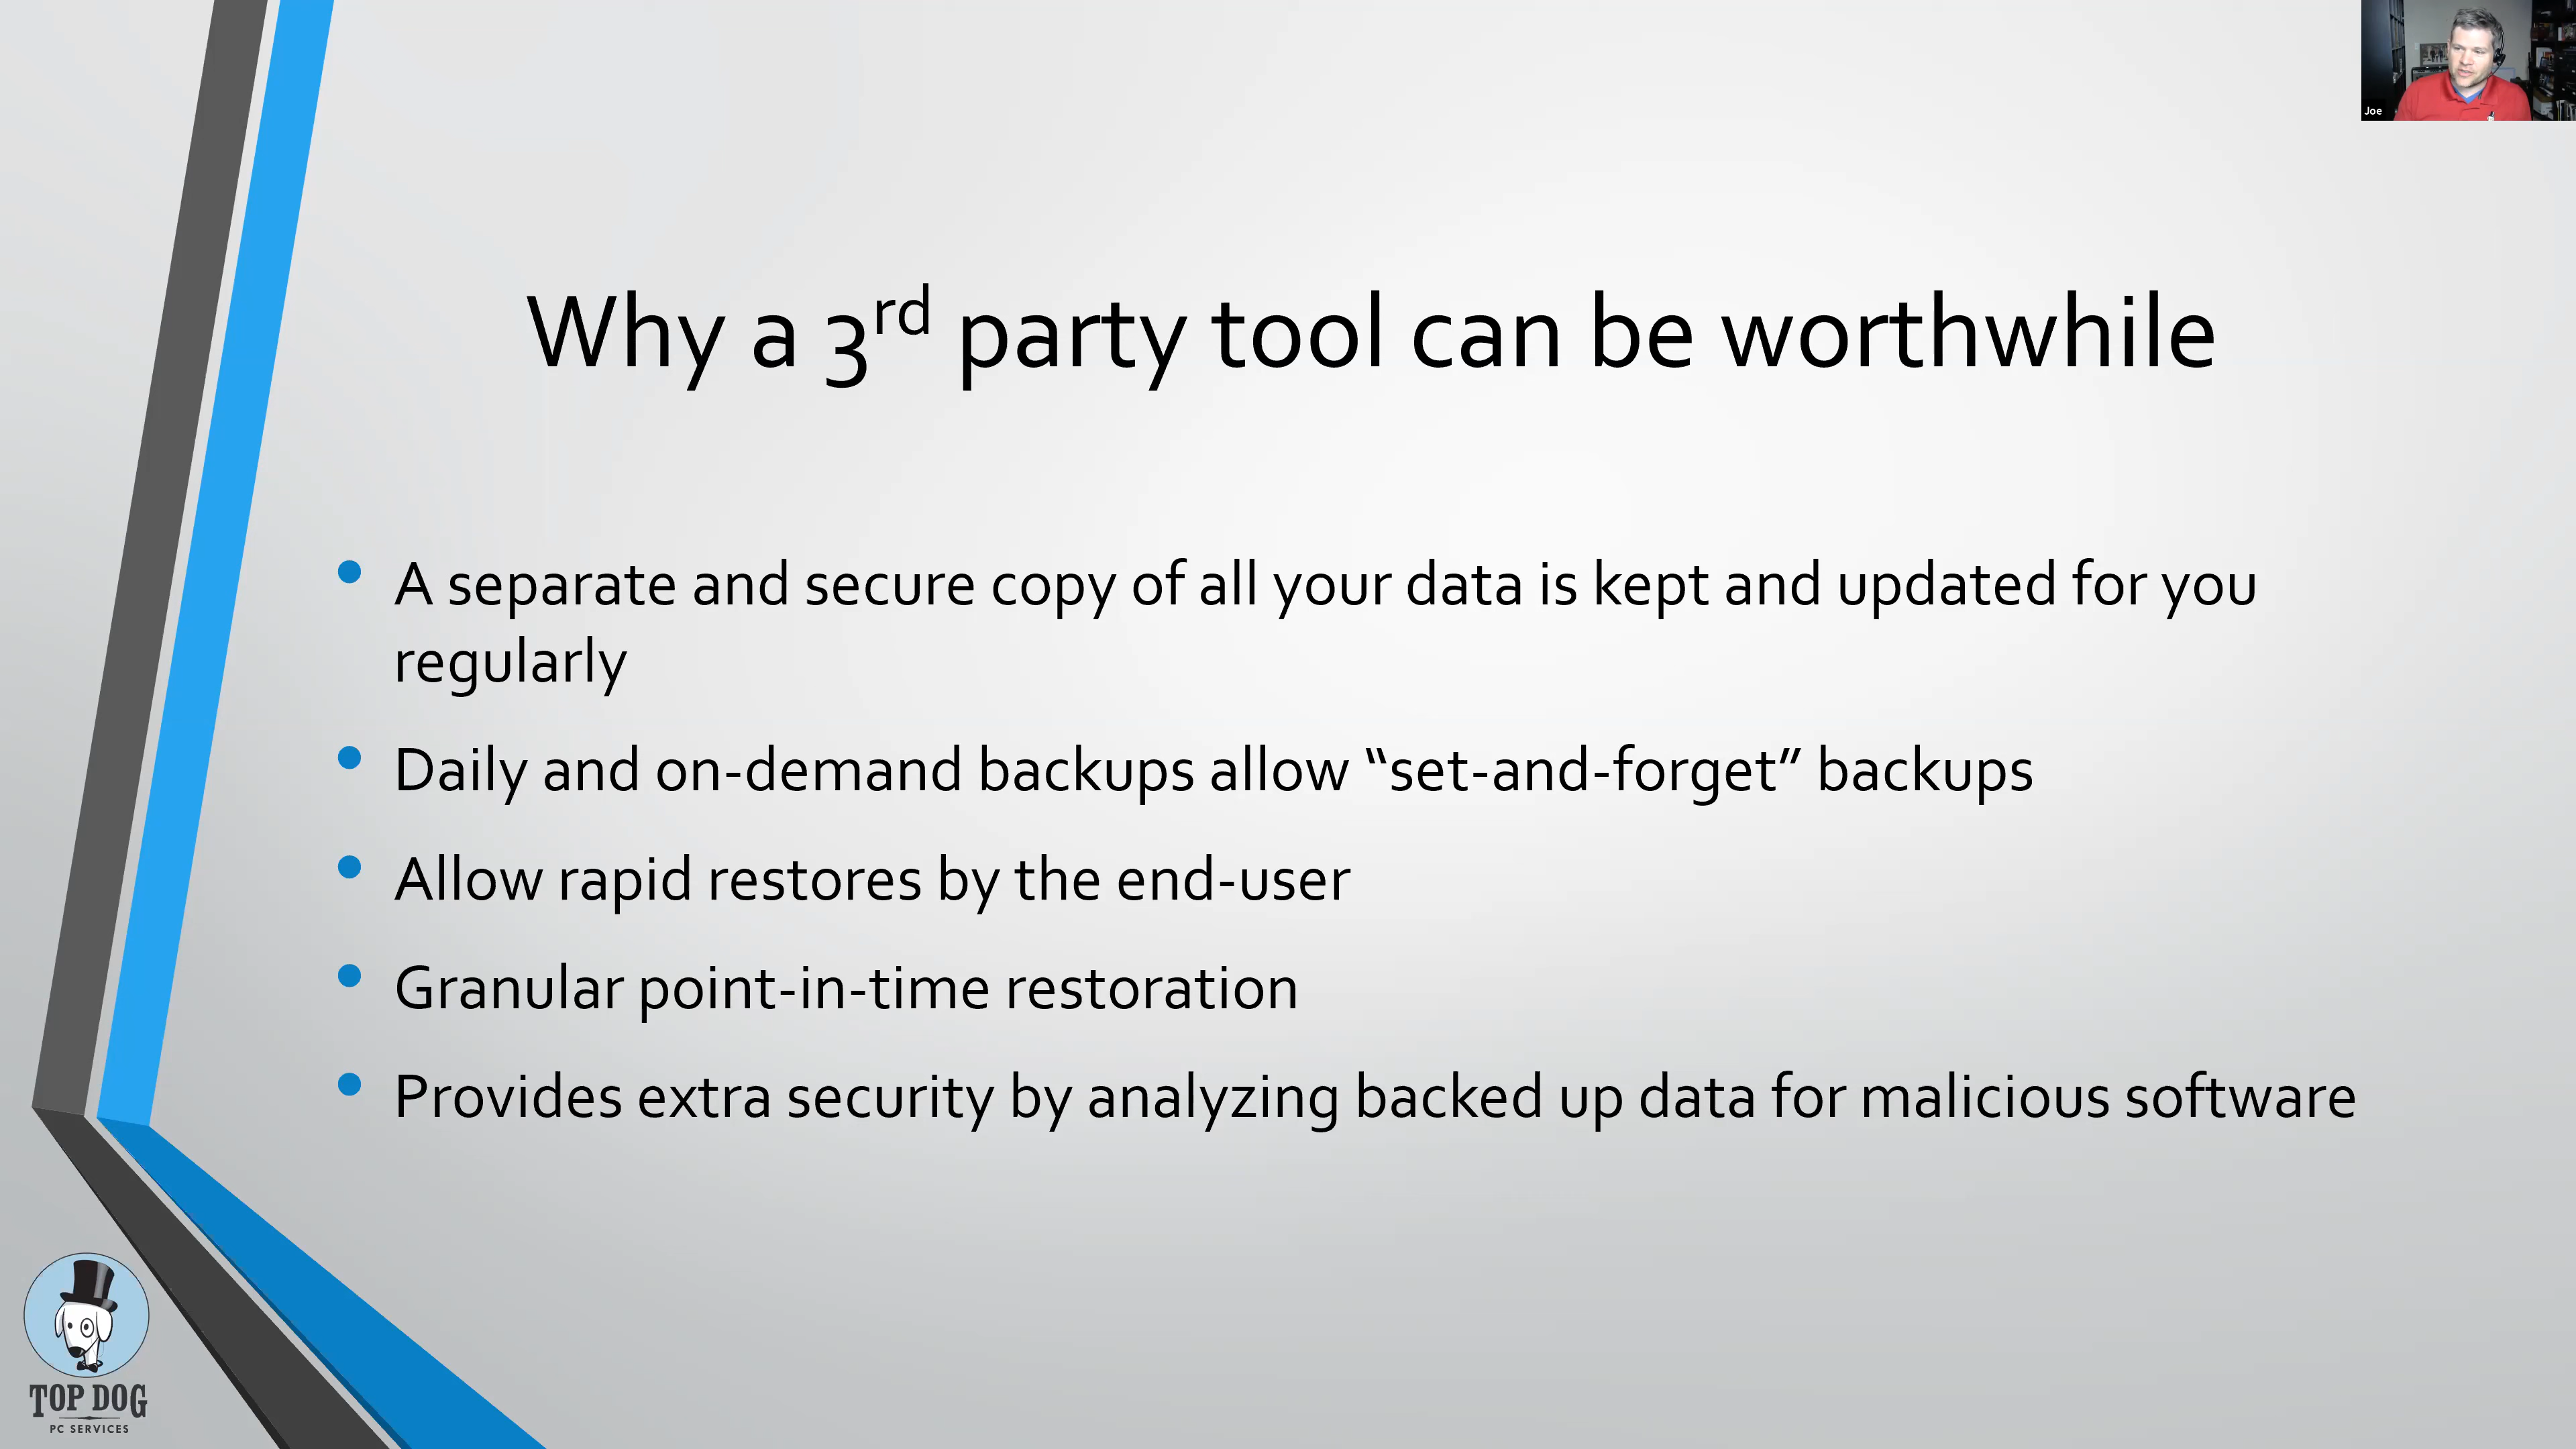 Joe
Why a 3rd party tool can be worthwhile
• A separate and secure copy of all your data is kept and updated for you
regularly
• Daily and on-demand backups allow “set-and-forget” backups
• Allow rapid restores by the end-user
• Granular point-in-time restoration
• Provides extra security by analyzing backed up data for malicious software
TOP DOG
PC SERVICES